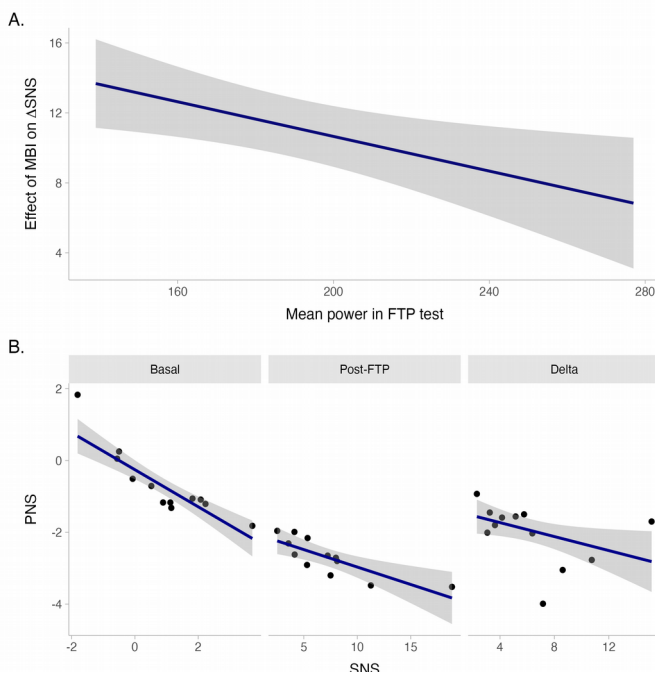 A.
Effect of MBI on ΔSNS
16
12
8
4
160 200 240 280
Mean power in FTP test
B.
Basal Post-FTP Delta
PNS
2
0
-2
-4
-2 0 2 5 10 15 4 8 12
SNS